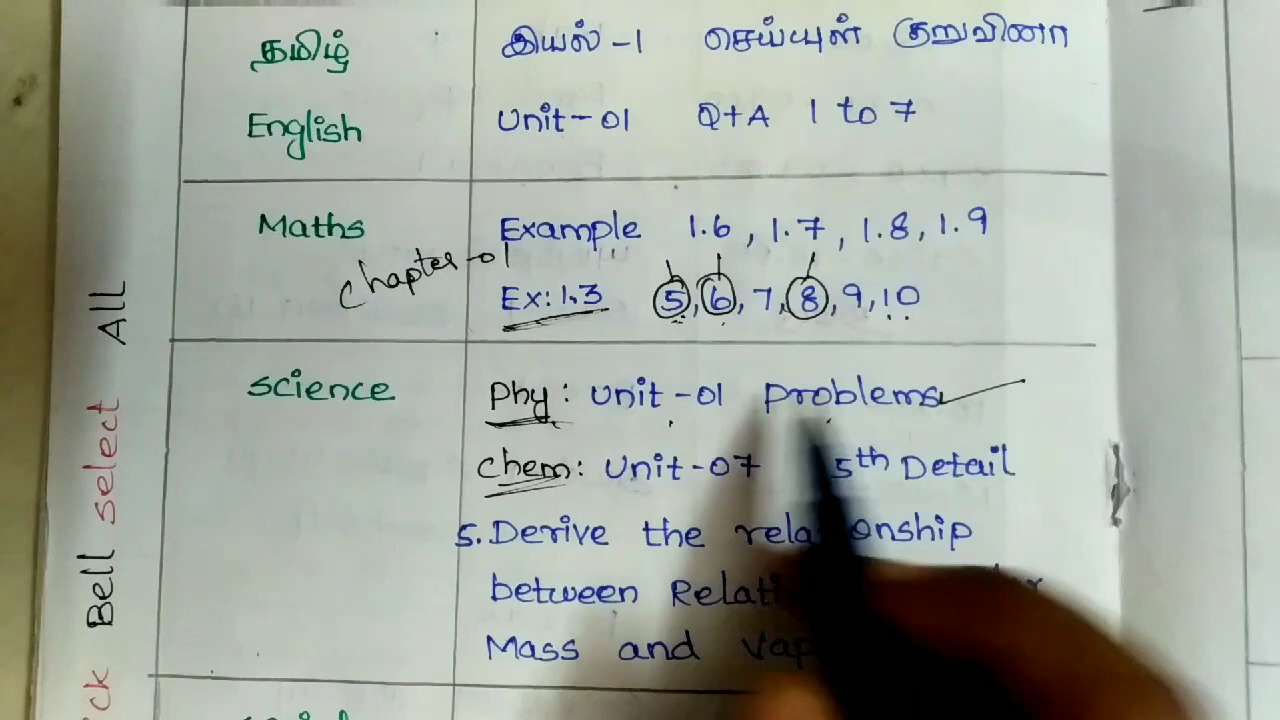 தமிழ் இயல் -1 செய்யுள் குறுவினா
English Unit-01 Q+A 1 to 7
Maths Example 1.6, 1.7, 1.8, 1.9
Chapter-01
Ex: 1.3 5, 6, 7, 8, 9, 10
Science Phy: Unit-01 Problems
Chem: Unit-07 5th Detail
5. Derive the relationship
between
Mass and
Bell select All